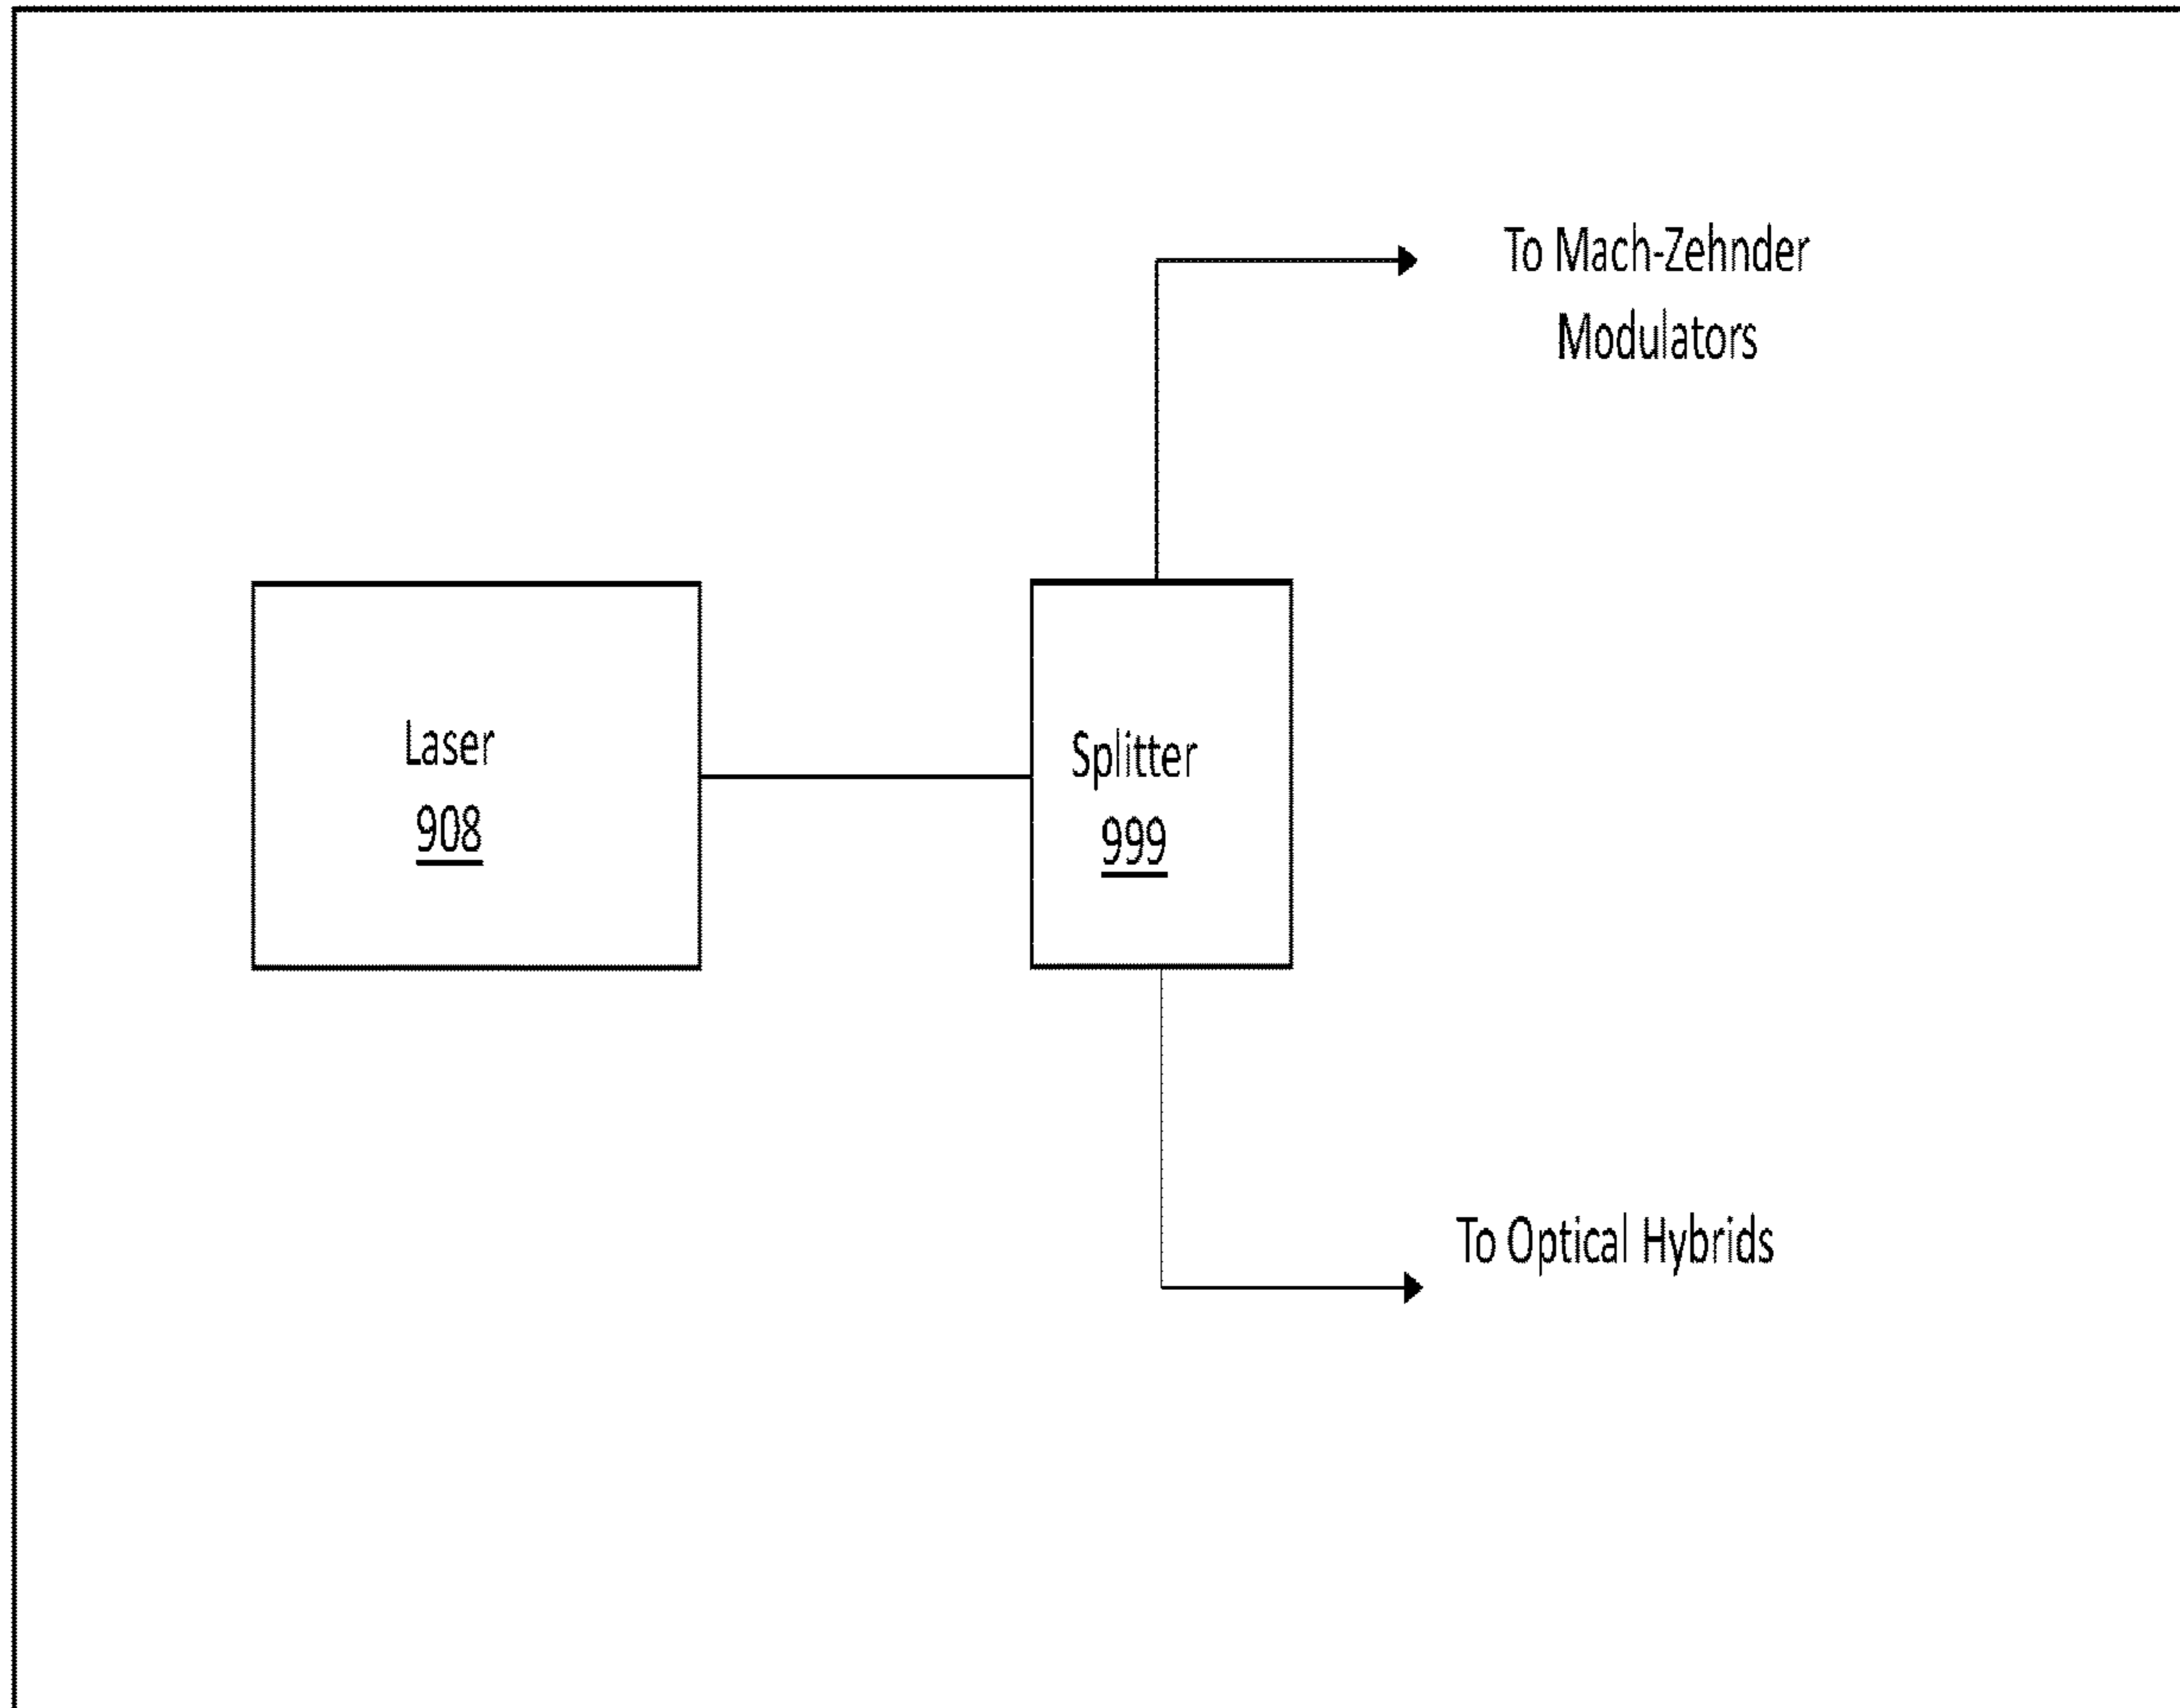 To Mach-Zehnder
Modulators
Laser
908
Splitter
999
To Optical Hybrids